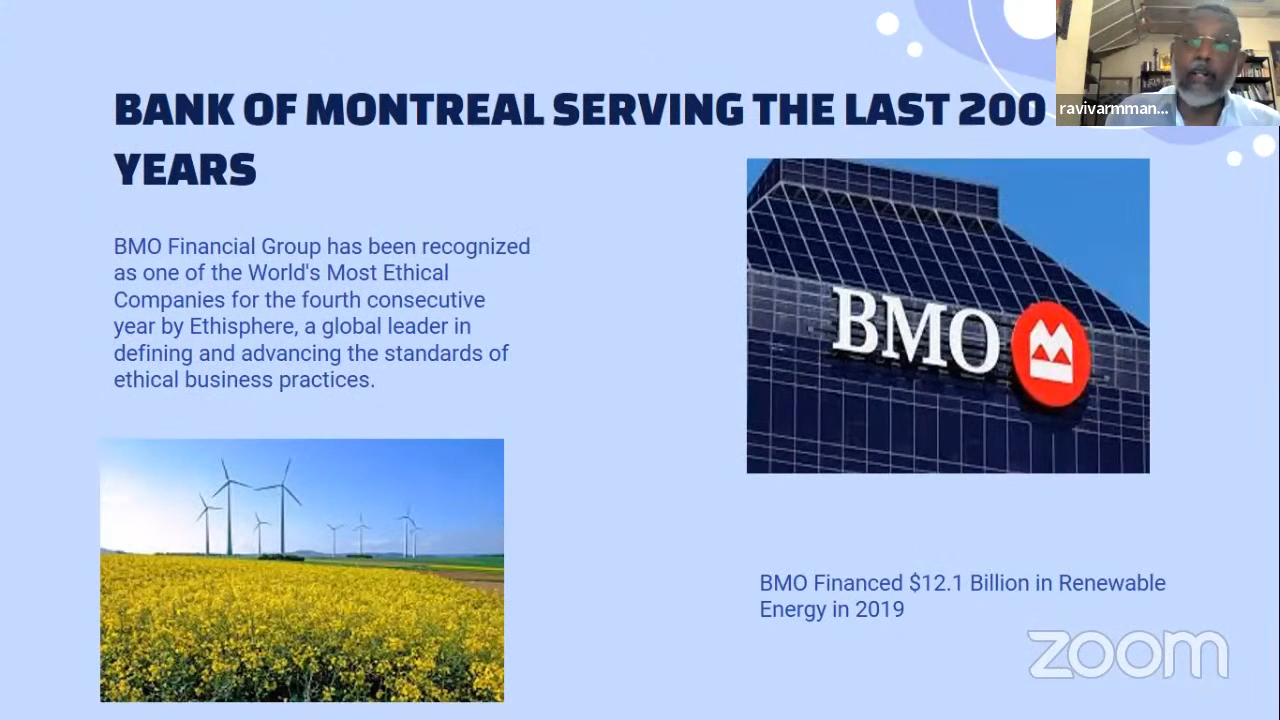 BANK OF MONTREAL SERVING THE LAST 200
YEARS
ravivarmman...
BMO Financial Group has been recognized
as one of the World's Most Ethical
Companies for the fourth consecutive
year by Ethisphere, a global leader in
defining and advancing the standards of
ethical business practices.
BMO
BMO Financed $12.1 Billion in Renewable
Energy in 2019
zoom